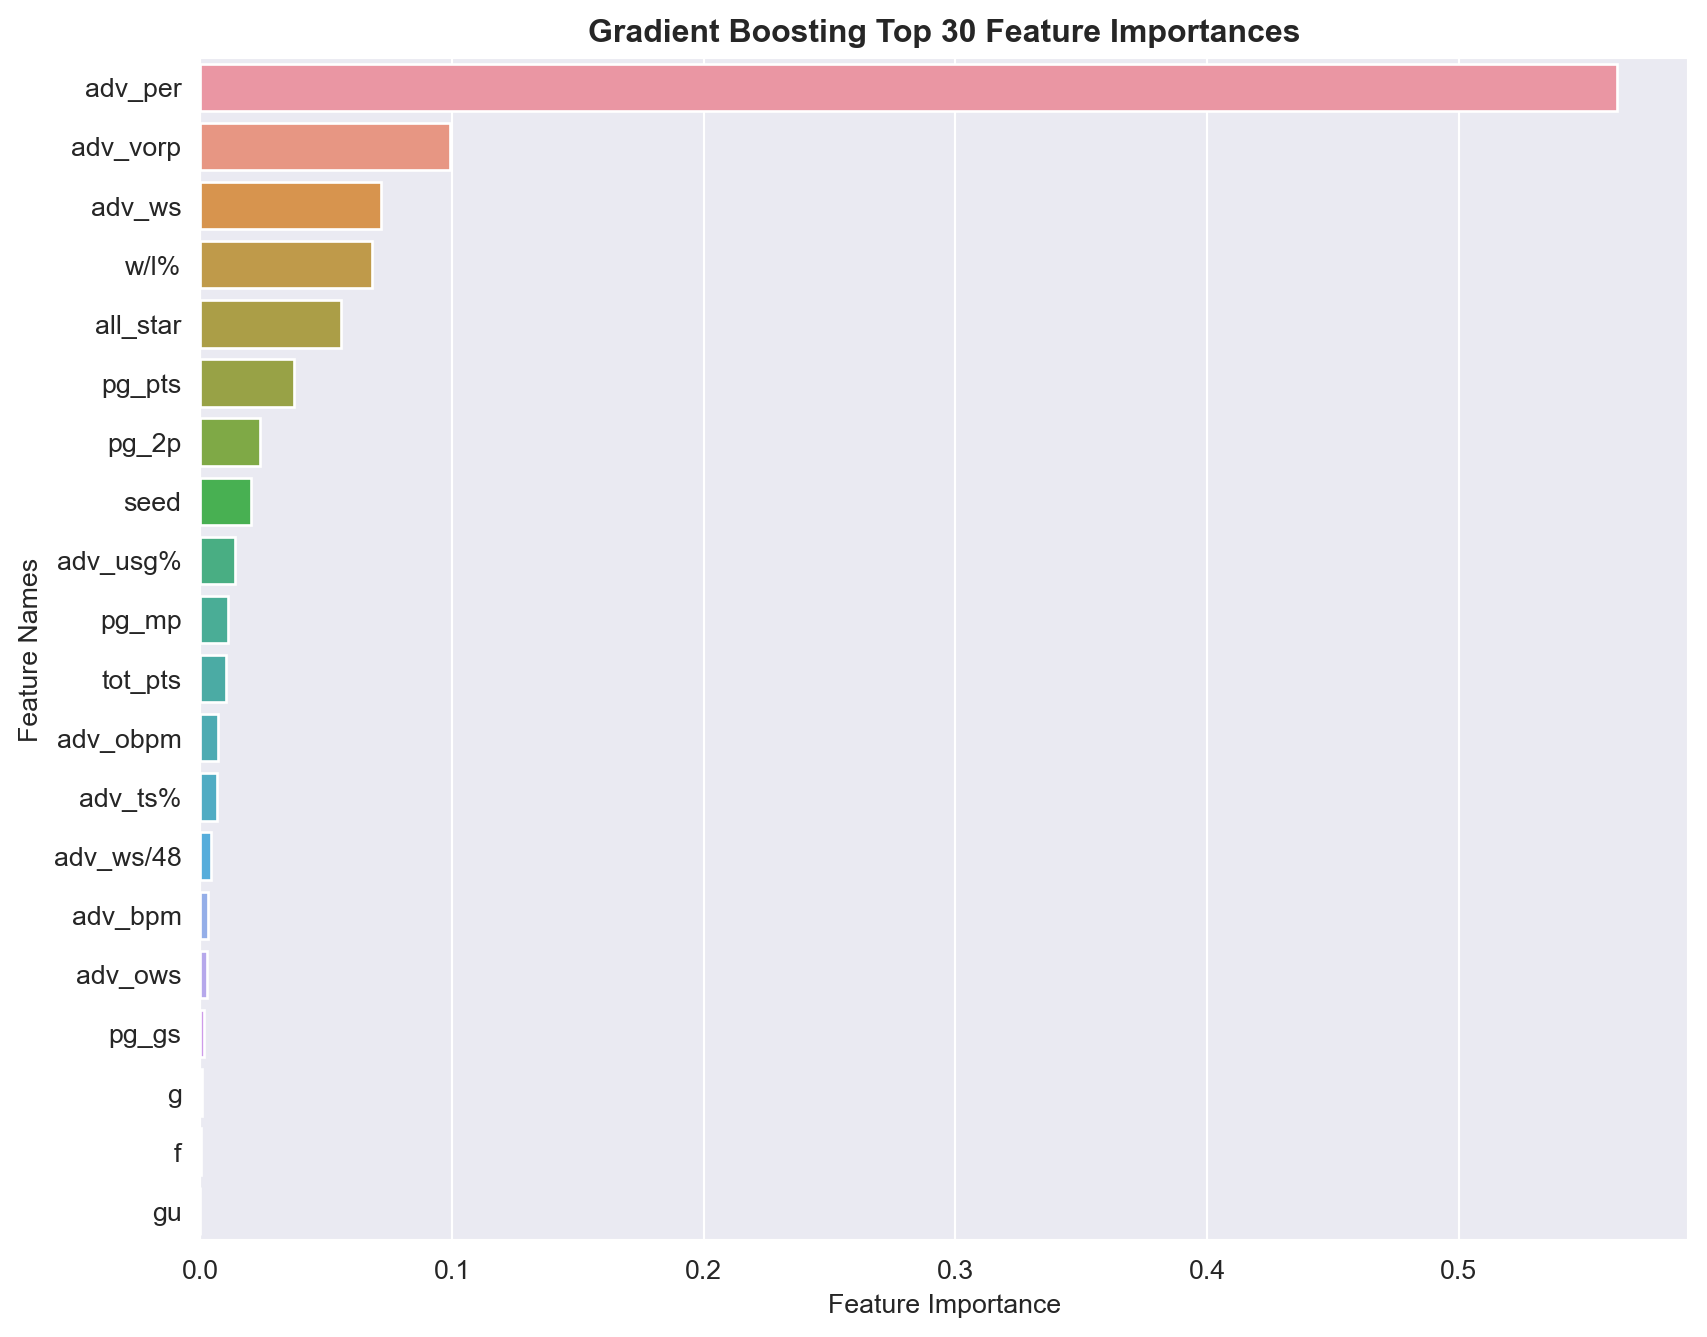 Gradient Boosting Top 30 Feature Importances
adv_per
adv_vorp
adv_ws
w/l%
all_star
pg_pts
pg_2p
seed
adv_usg%
pg_mp
tot_pts
adv_obpm
adv_ts%
adv_ws/48
adv_bpm
adv_ows
pg_gs
g
f
gu
Feature Names
0.0 0.1 0.2 0.3 0.4 0.5
Feature Importance